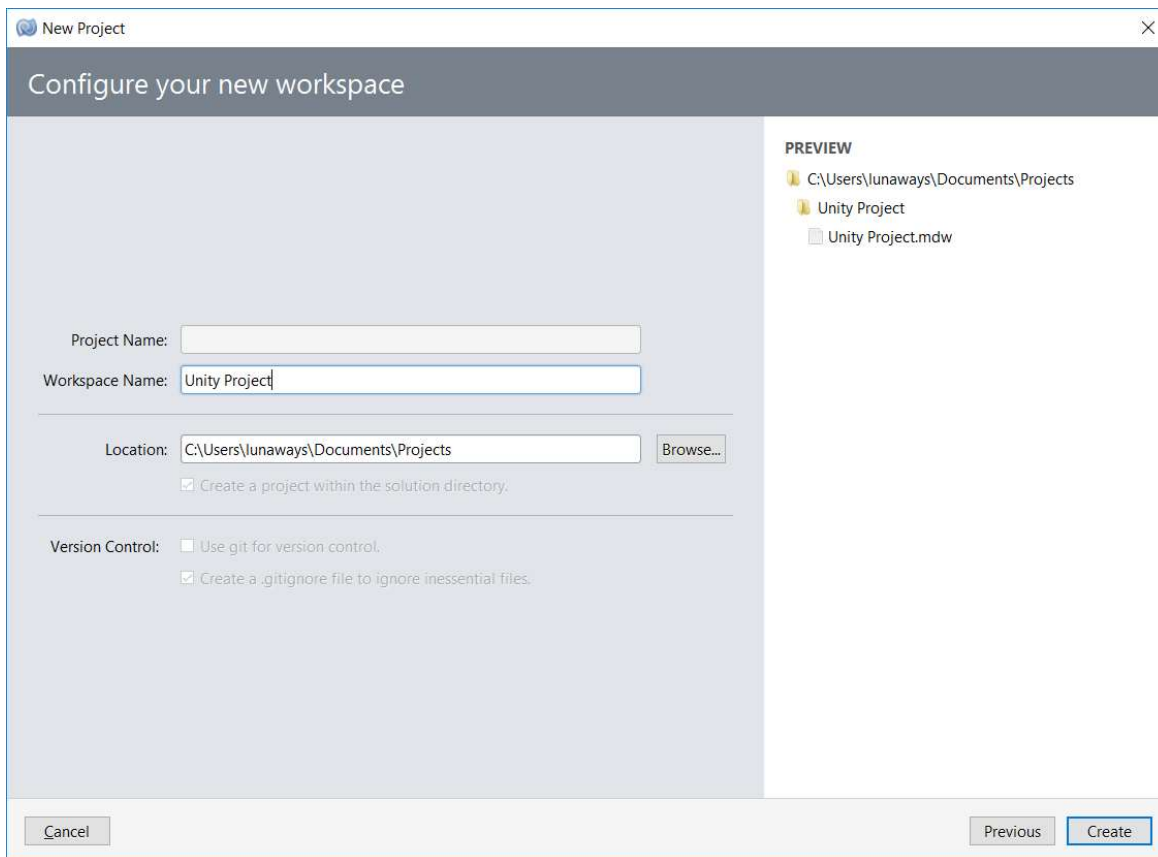 New Project
Configure your new workspace
PREVIEW
C:\Users\lunaways\Documents\Projects
Unity Project
Unity Project.mdw
Project Name:
Workspace Name: Unity Project
Location: C:\Users\lunaways\Documents\Projects Browse...
Create a project within the solution directory.
Version Control: Use git for version control.
Create a .gitignore file to ignore inessential files.
Cancel Previous Create